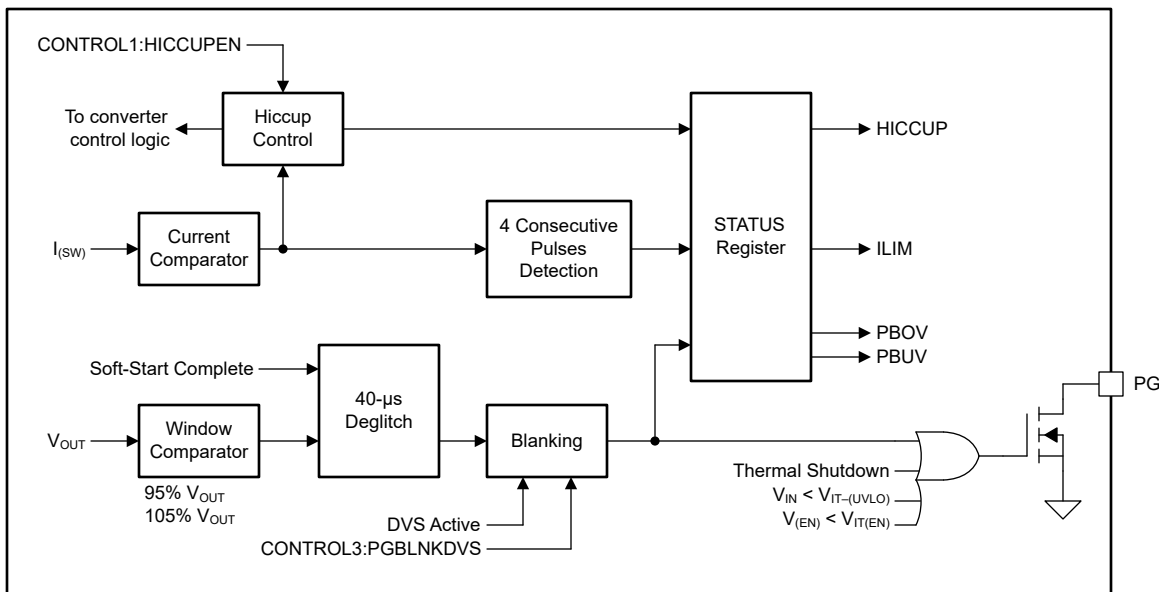 CONTROL1:HICCUPEN
To converter
control logic
Hiccup
Control
HICCUP
I(SW)
Current
Comparator
4 Consecutive
Pulses
Detection
STATUS
Register
ILIM
PBOV
PBUV
Soft-Start Complete
40-µs
Deglitch
PG
VOUT
Window
Comparator
Blanking
95% VOUT
105% VOUT
Thermal Shutdown
VIN < VIT–(UVLO)
V(EN) < VIT(EN)
DVS Active
CONTROL3:PGBLNKDVS